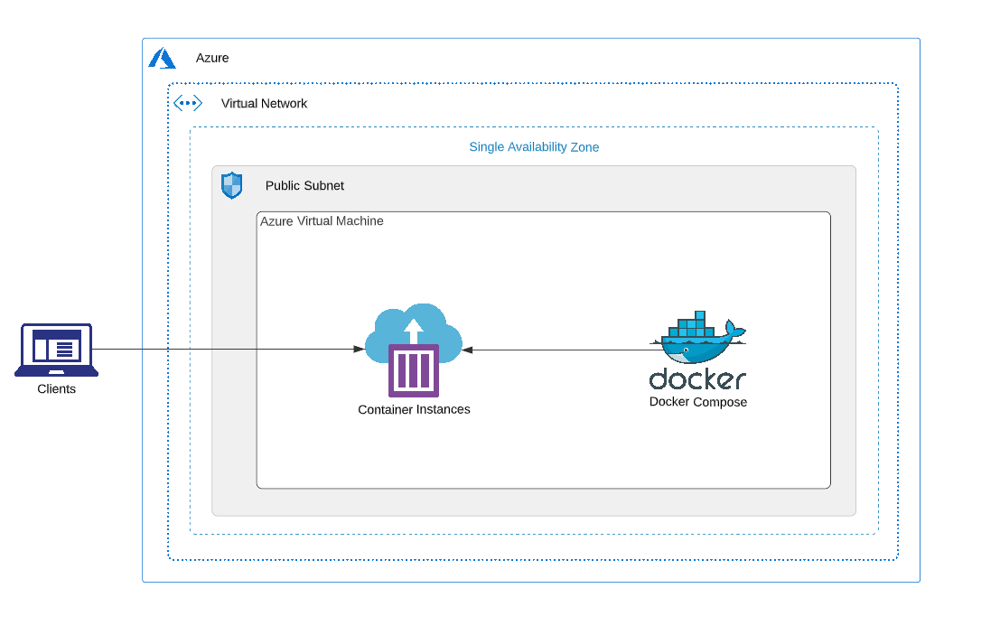 Azure
Virtual Network
Single Availability Zone
Public Subnet
Azure Virtual Machine
Clients
Container Instances
docker
Docker Compose